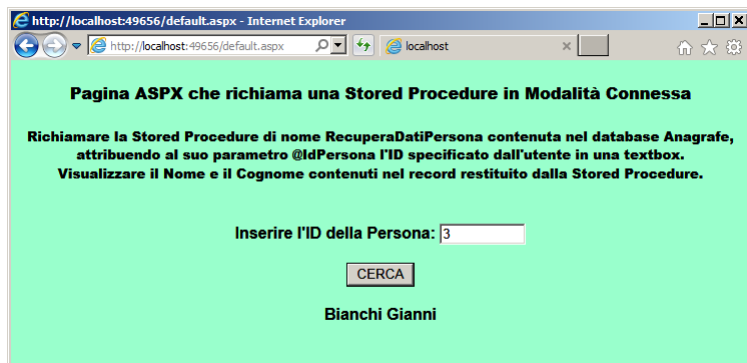 http://localhost:49656/default.aspx - Internet Explorer
http://localhost:49656/default.aspx
localhost
Pagina ASPX che richiama una Stored Procedure in Modalità Connessa
Richiamare la Stored Procedure di nome RecuperaDatiPersona contenuta nel database Anagrafe,
attribuendo al suo parametro @IdPersona l'ID specificato dall'utente in una textbox.
Visualizzare il Nome e il Cognome contenuti nel record restituito dalla Stored Procedure.
Inserire l'ID della Persona: 3
CERCA
Bianchi Gianni